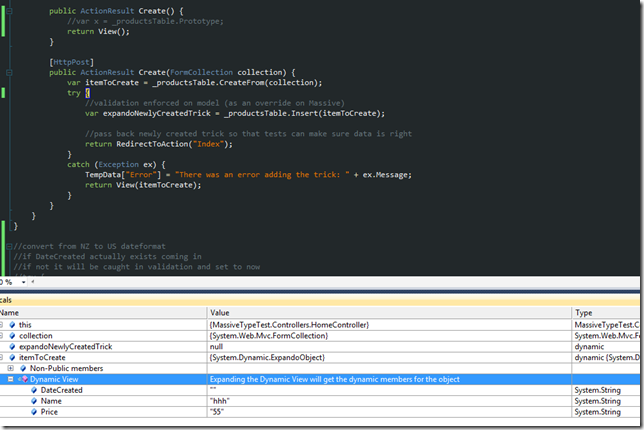 public ActionResult Create() {
//var x = _productsTable.Prototype;
return View();
}
[HttpPost]
public ActionResult Create(FormCollection collection) {
var itemToCreate = _productsTable.CreateFrom(collection);
try {
//validation enforced on model (as an override on Massive)
var expandoNewlyCreatedTrick = _productsTable.Insert(itemToCreate);
//pass back newly created trick so that tests can make sure data is right
return RedirectToAction("Index");
}
catch (Exception ex) {
TempData["Error"] = "There was an error adding the trick: " + ex.Message;
return View(itemToCreate);
}
}
}
}
//convert from NZ to US dateformat
//if DateCreated actually exists coming in
//if not it will be caught in validation and set to now
0 %
cals
Name Value Type
this {MassiveTypeTest.Controllers.HomeController} MassiveTypeTest.C
collection {System.Web.Mvc.FormCollection} System.Web.Mvc.F
expandoNewlyCreatedTrick null dynamic
itemToCreate {System.Dynamic.ExpandoObject} dynamic {System.D
Non-Public members
Dynamic View Expanding the Dynamic View will get the dynamic members for the object
DateCreated "" System.String
Name "hhh" System.String
Price "55" System.String